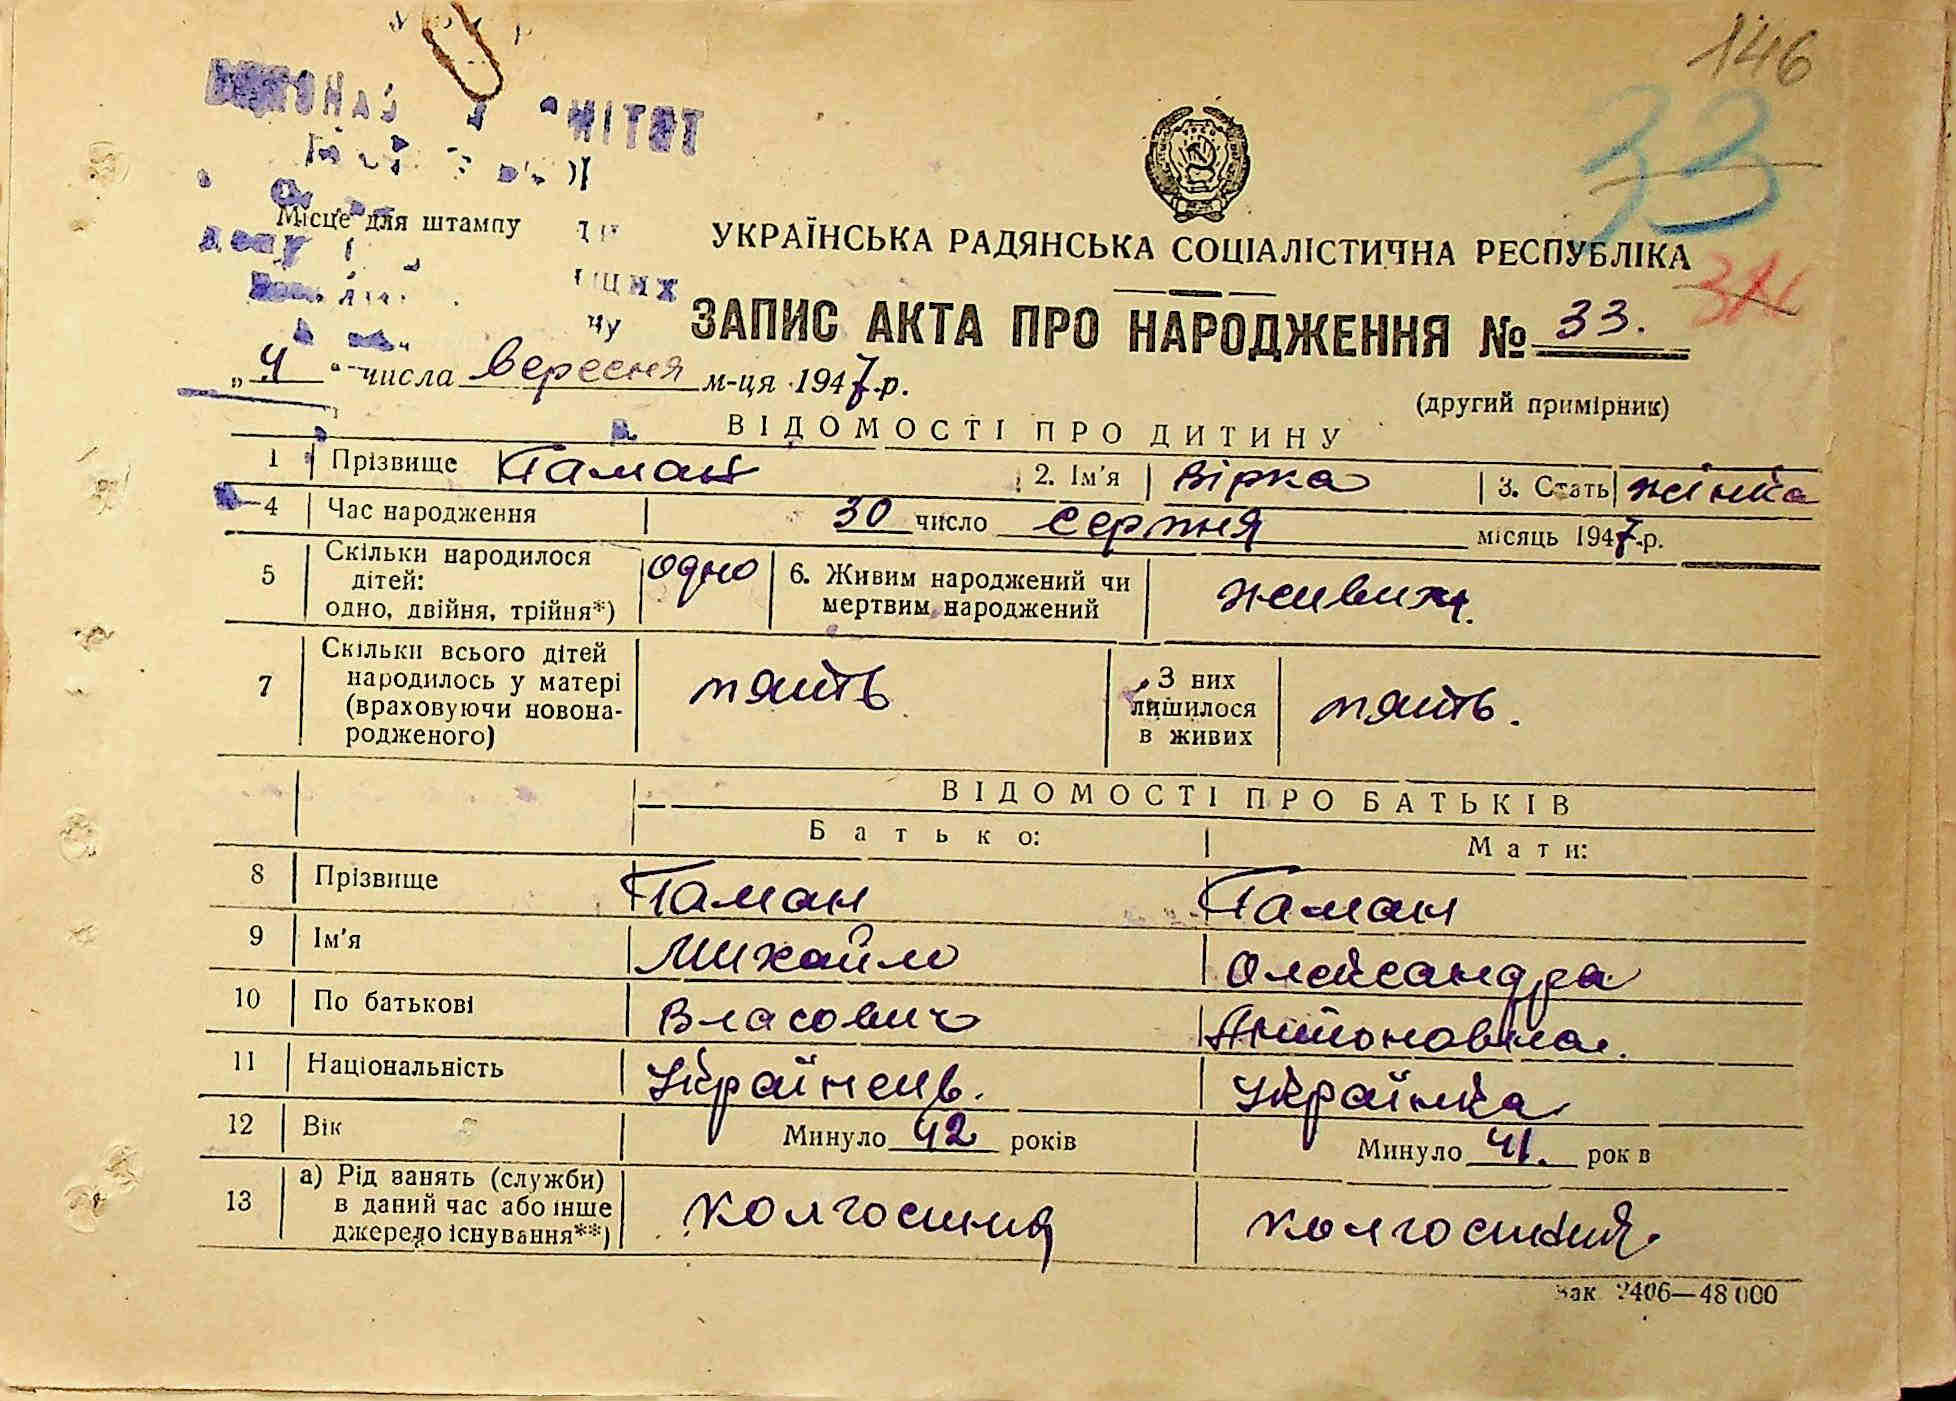 146
33
УКРАЇНСЬКА РАДЯНСЬКА СОЦІАЛІСТИЧНА РЕСПУБЛІКА
Місце для штампу
ЗАПИС АКТА ПРО НАРОДЖЕННЯ № 33.
„4" числа вересня м-ця 1947 р.
(другий примірник)
ВІДОМОСТІ ПРО ДИТИНУ
1 Прізвище Гаман 2. Ім'я Вірка 3. Стать жінка
4 Час народження 30 число серпня місяць 1947 р.
5 Скільки народилося дітей: одно, двійня, трійня*) одно 6. Живим народжений чи мертвим народжений живим.
7 Скільки всього дітей народилось у матері (враховуючи новонародженого) пять З них лишилося в живих пять.
ВІДОМОСТІ ПРО БАТЬКІВ
Батько: Мати:
8 Прізвище Гаман Гаман
9 Ім'я Михайло Олександра
10 По батькові Власович Антоновна.
11 Національність Українець. Українка
12 Вік Минуло 42 років Минуло 41. рок в
13 а) Рід занять (служби) в даний час або інше джерело існування**) колгоспник колгоспниця.
Зак 2406—48 000